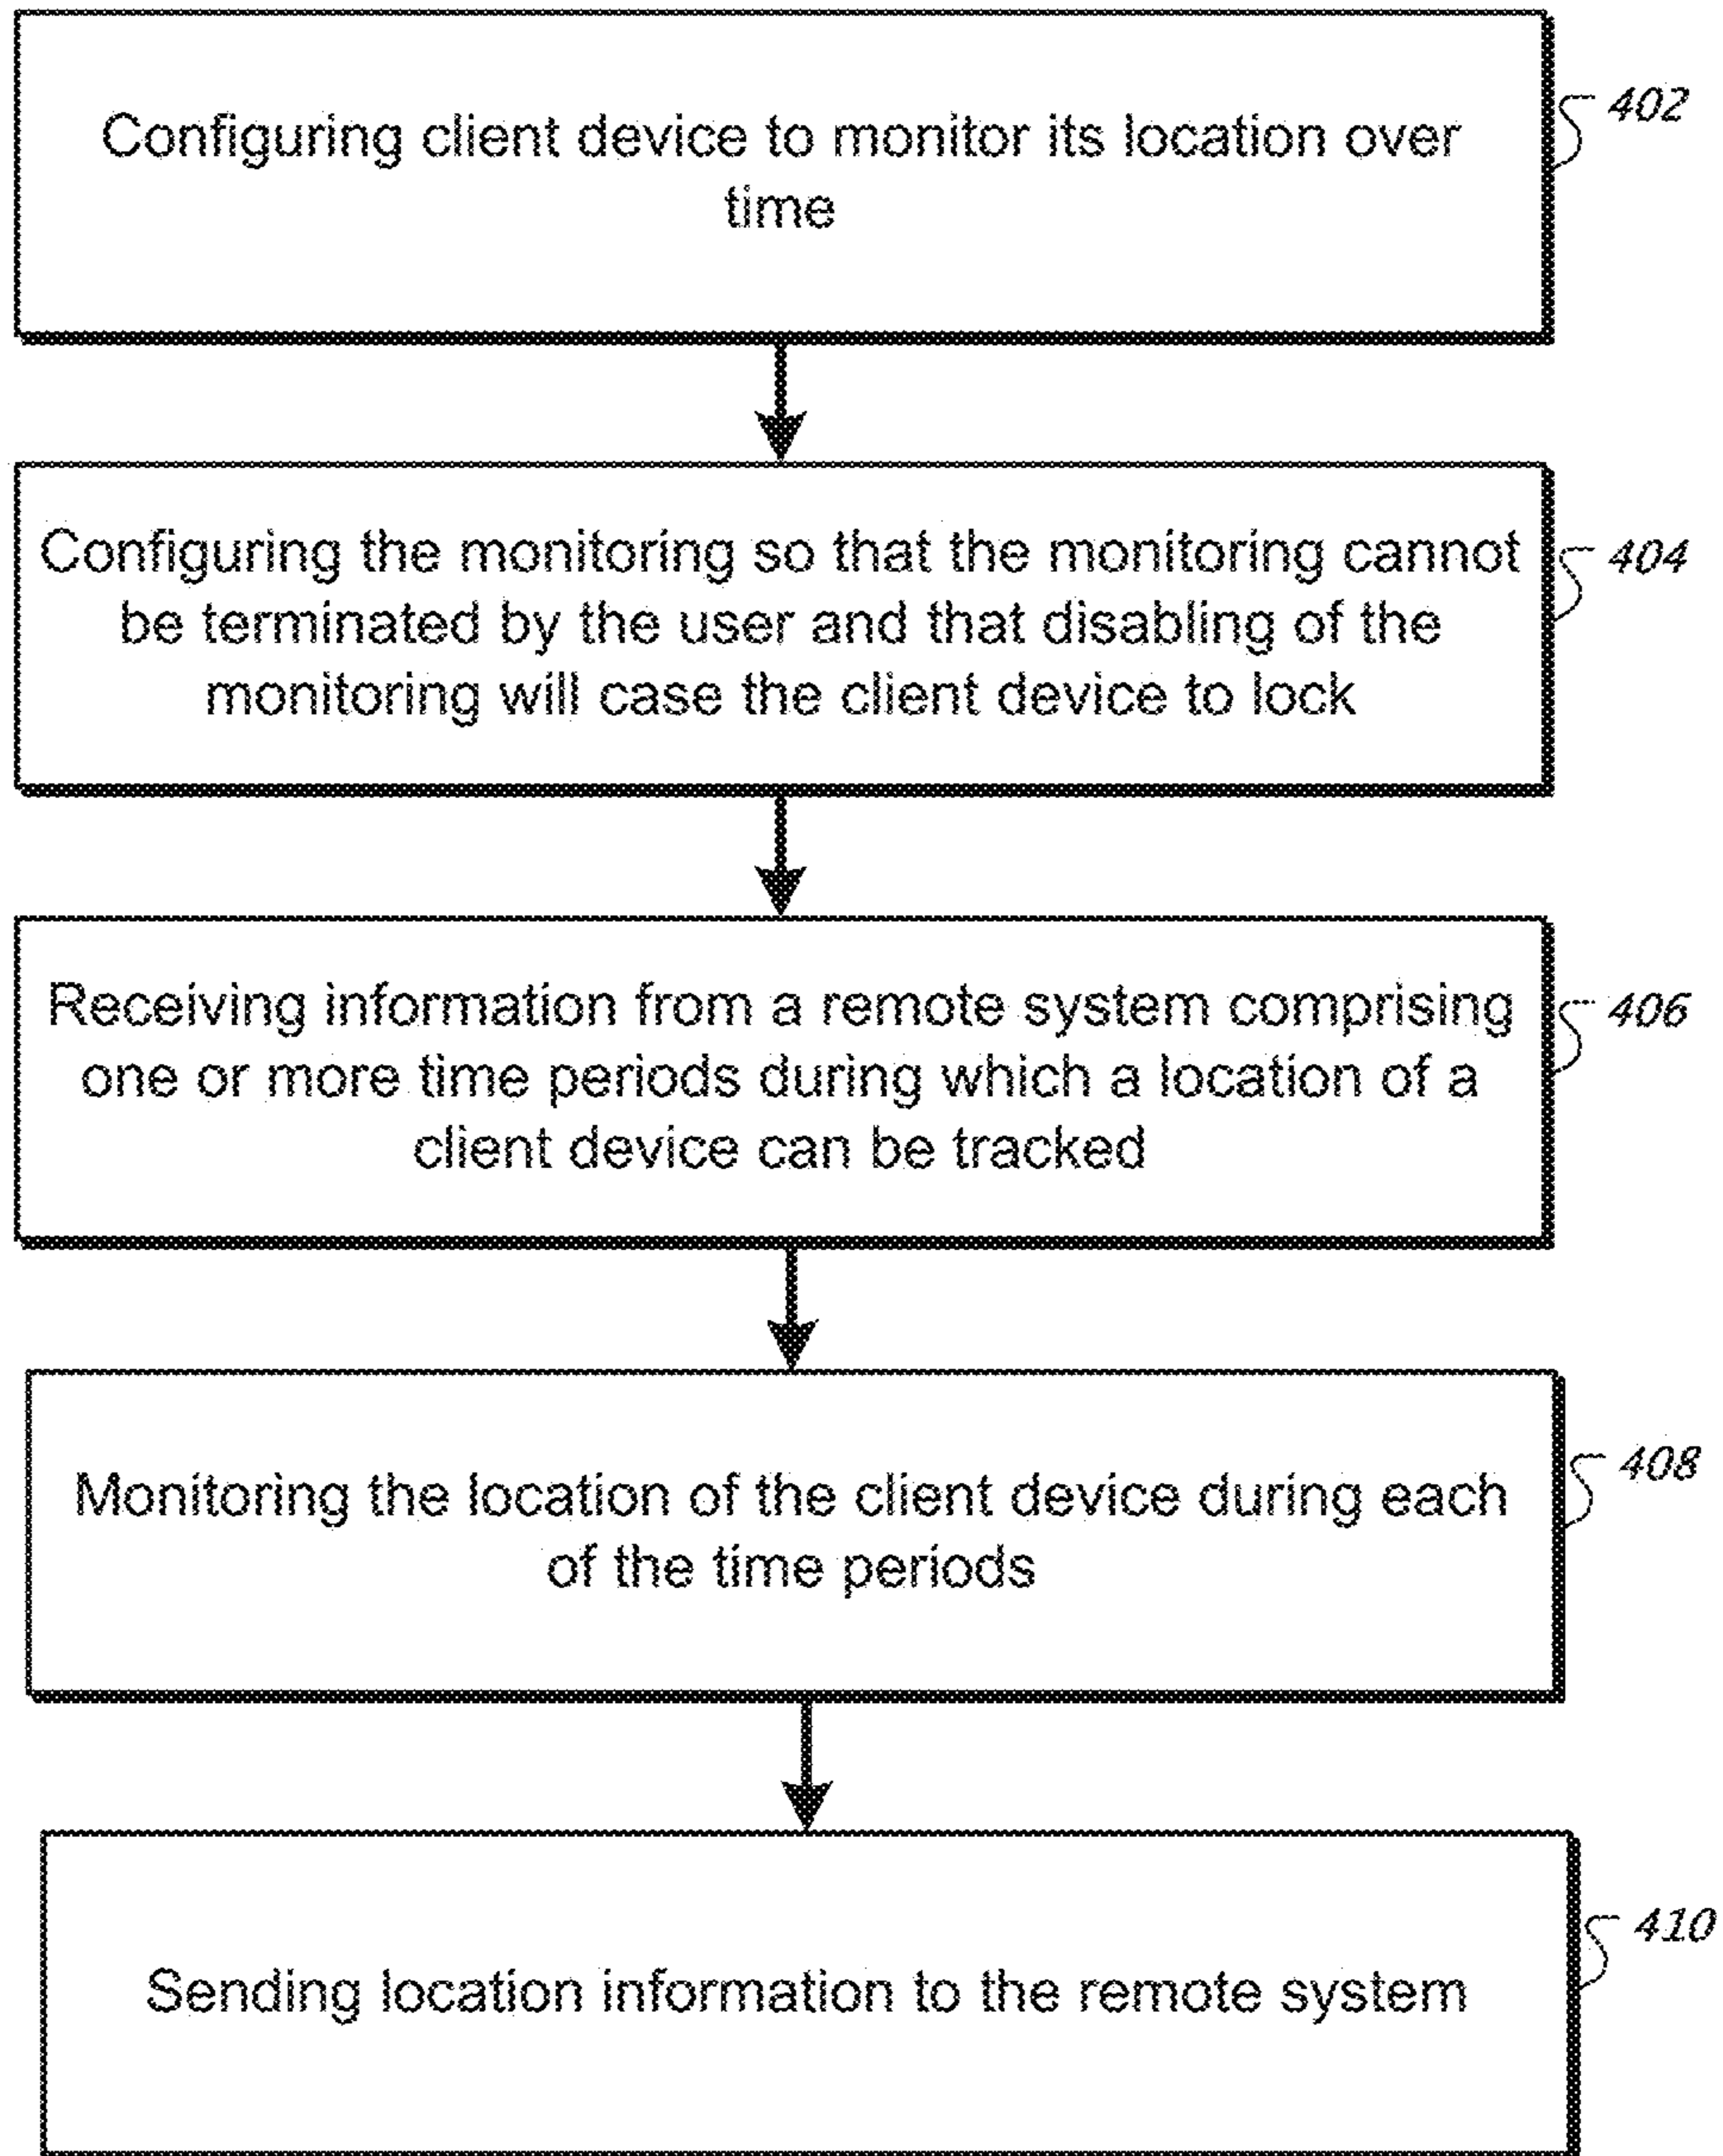 Configuring client device to monitor its location over
time
402
Configuring the monitoring so that the monitoring cannot
be terminated by the user and that disabling of the
monitoring will case the client device to lock
404
Receiving information from a remote system comprising
one or more time periods during which a location of a
client device can be tracked
406
Monitoring the location of the client device during each
of the time periods
408
Sending location information to the remote system
410